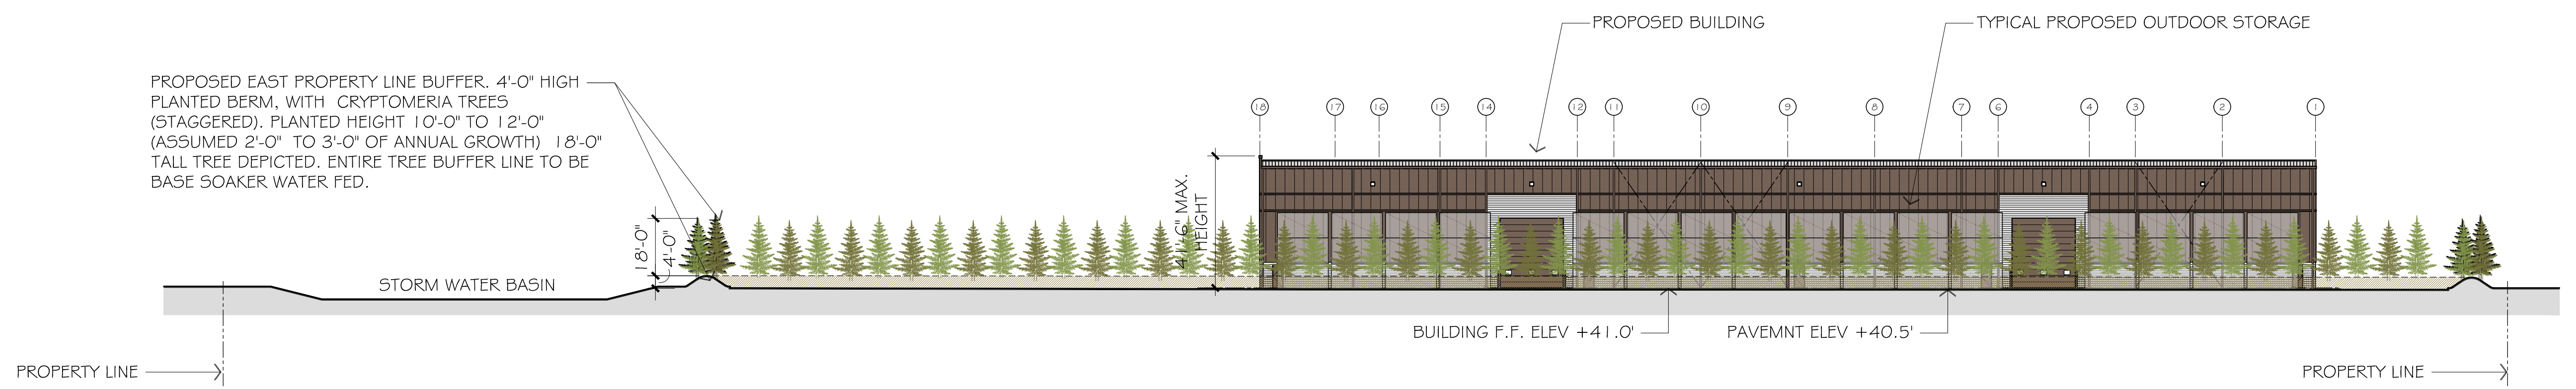 PROPOSED BUILDING
TYPICAL PROPOSED OUTDOOR STORAGE
PROPOSED EAST PROPERTY LINE BUFFER. 4'-0" HIGH
PLANTED BERM, WITH CRYPTOMERIA TREES
(STAGGERED). PLANTED HEIGHT 10'-0" TO 12'-0"
(ASSUMED 2'-0" TO 3'-0" OF ANNUAL GROWTH) 18'-0"
TALL TREE DEPICTED. ENTIRE TREE BUFFER LINE TO BE
BASE SOAKER WATER FED.
18 17 16 15 14 12 11 10 9 8 7 6 4 3 2 1
41'6" MAX.
HEIGHT
18'-0"
4'-0"
STORM WATER BASIN
BUILDING F.F. ELEV +41.0'
PAVEMNT ELEV +40.5'
PROPERTY LINE
PROPERTY LINE